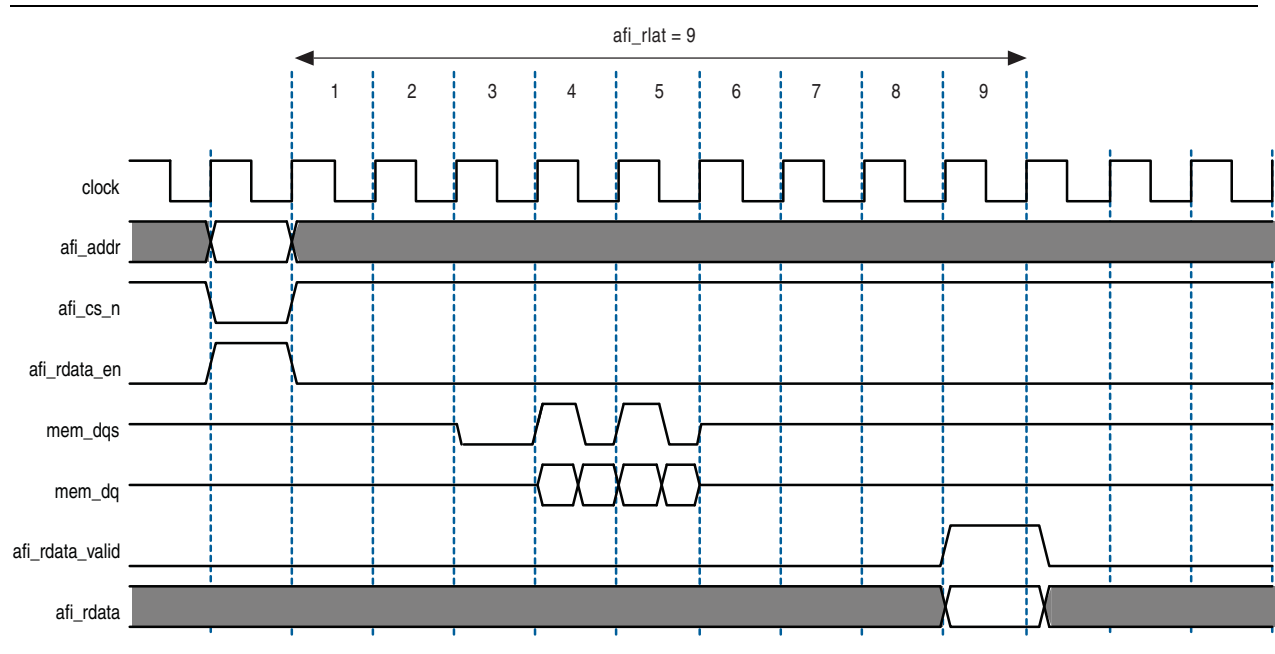 afi_rlat = 9
1 2 3 4 5 6 7 8 9
clock
afi_addr
afi_cs_n
afi_rdata_en
mem_dqs
mem_dq
afi_rdata_valid
afi_rdata